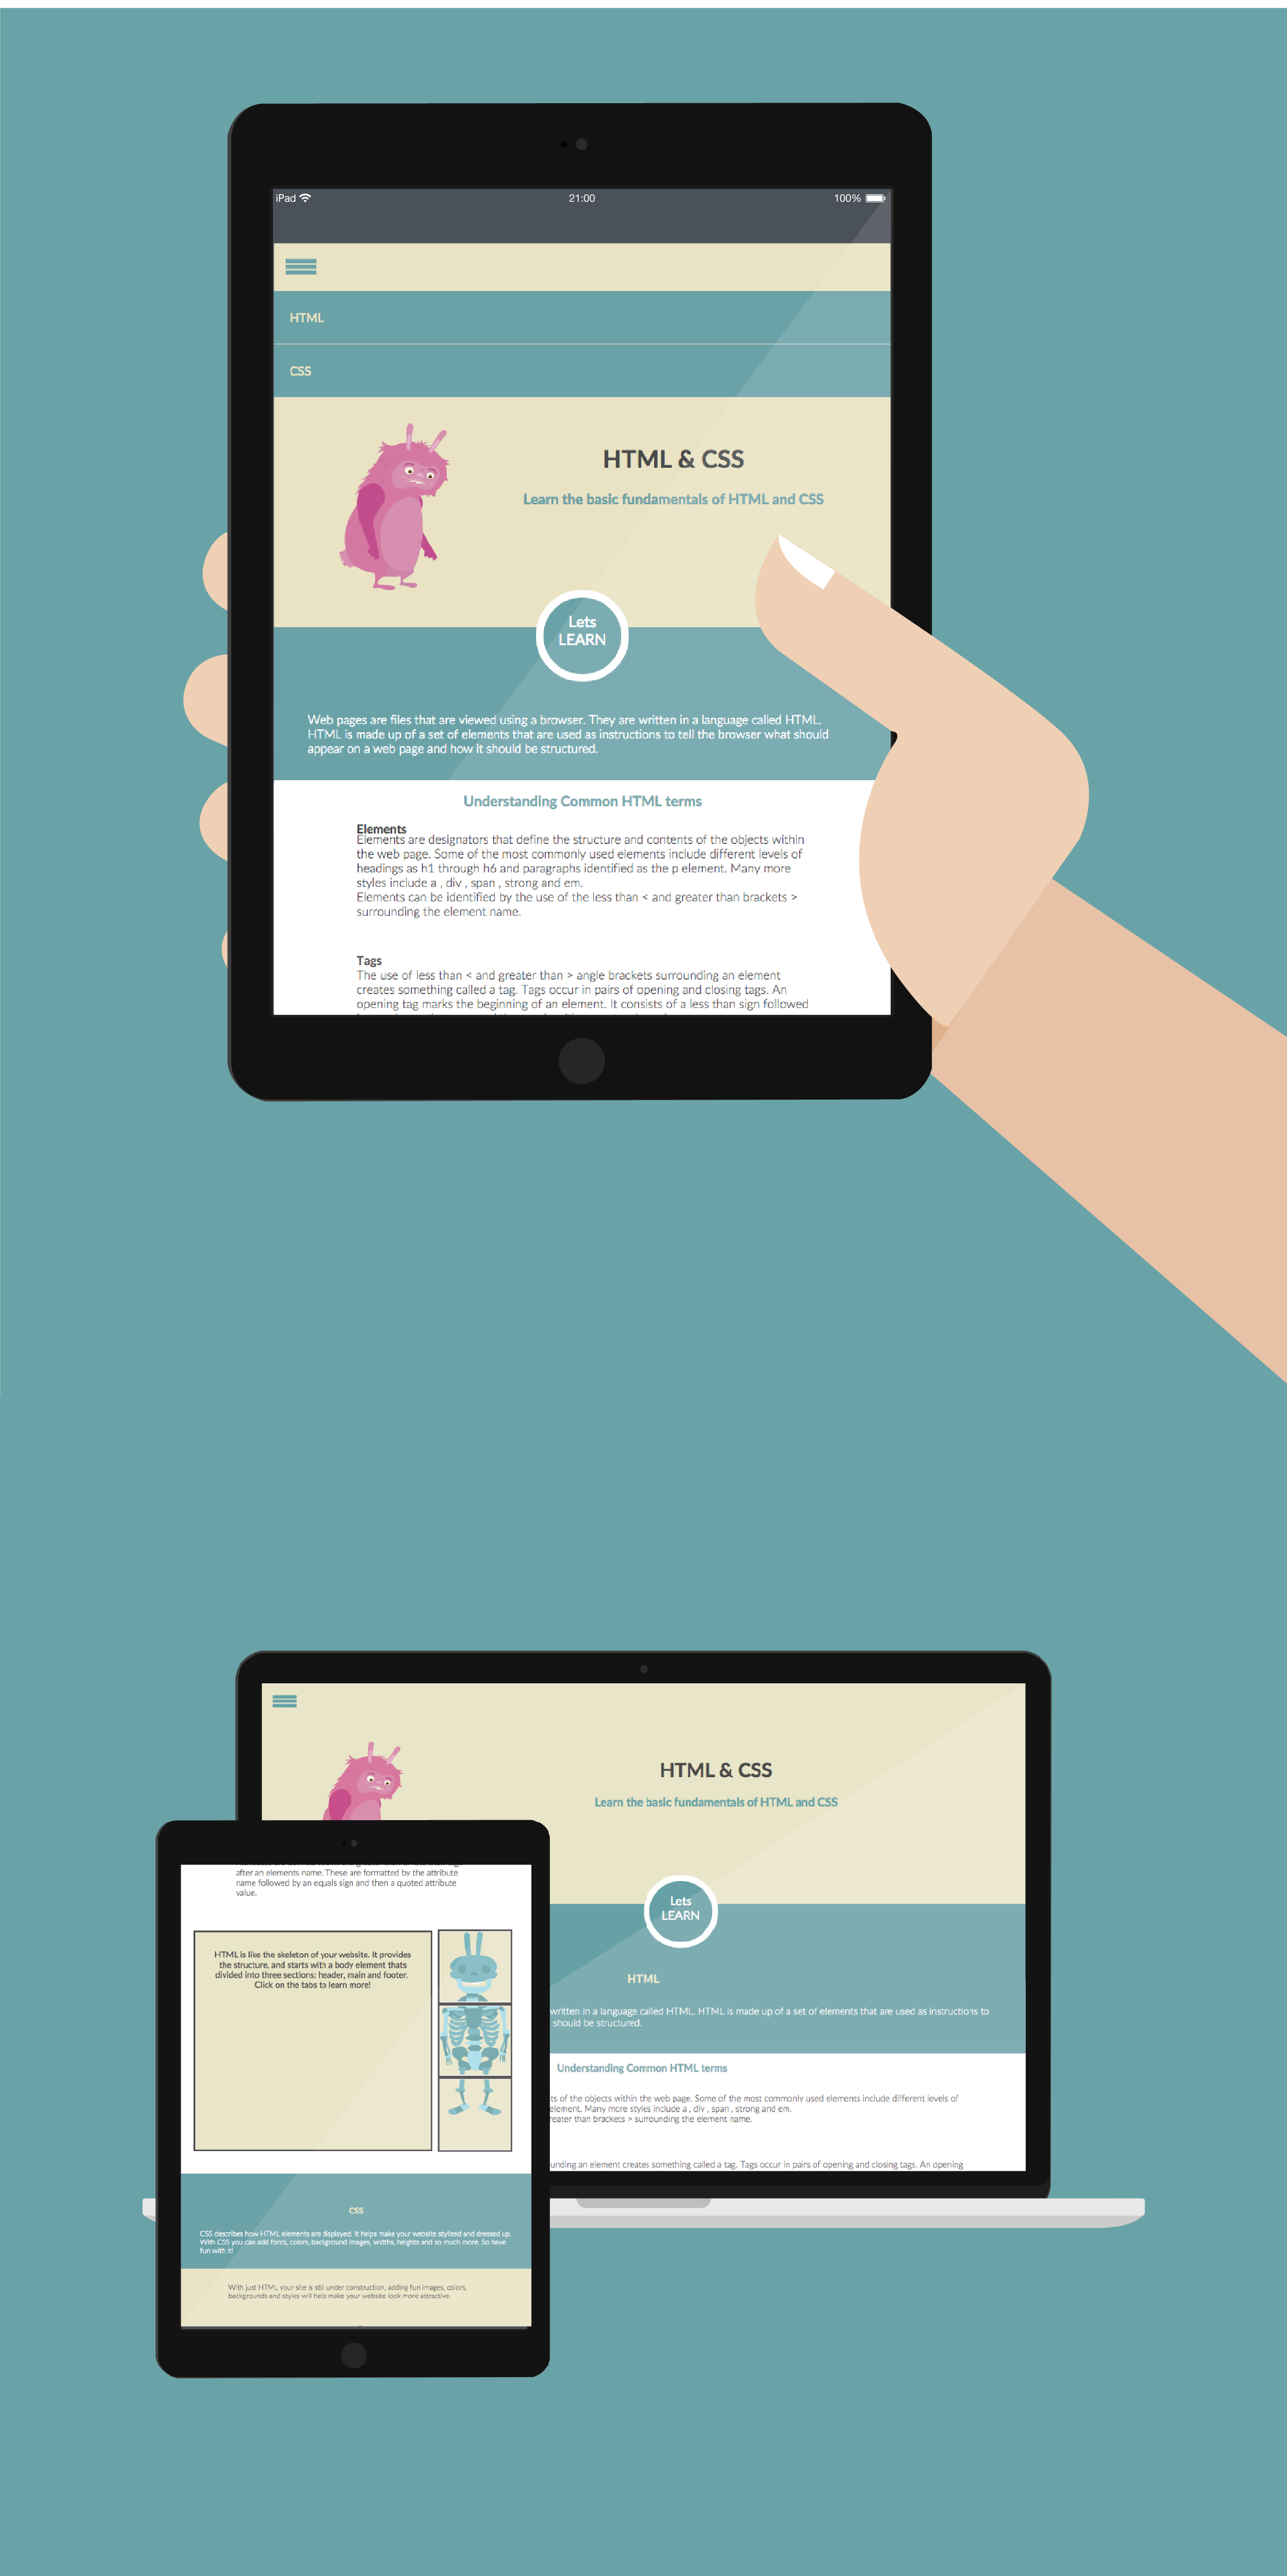 iPad 21:00 100%
HTML
CSS
HTML & CSS
Learn the basic fundamentals of HTML and CSS
Lets
LEARN
Web pages are files that are viewed using a browser. They are written in a language called HTML.
HTML is made up of a set of elements that are used as instructions to tell the browser what should
appear on a web page and how it should be structured.
Understanding Common HTML terms
Elements
Elements are designators that define the structure and contents of the objects within
the web page. Some of the most commonly used elements include different levels of
headings as h1 through h6 and paragraphs identified as the p element. Many more
styles include a , div , span , strong and em.
Elements can be identified by the use of the less than < and greater than brackets >
surrounding the element name.
Tags
The use of less than < and greater than > angle brackets surrounding an element
creates something called a tag. Tags occur in pairs of opening and closing tags. An
opening tag marks the beginning of an element. It consists of a less than sign followed
HTML & CSS
Learn the basic fundamentals of HTML and CSS
Lets
LEARN
HTML
written in a language called HTML. HTML is made up of a set of elements that are used as instructions to
should be structured.
Understanding Common HTML terms
of the objects within the web page. Some of the most commonly used elements include different levels of
element. Many more styles include a , div , span , strong and em.
than brackets > surrounding the element name.
an element creates something called a tag. Tags occur in pairs of opening and closing tags. An opening
after an elements name. These are formatted by the attribute
name followed by an equals sign and then a quoted attribute
value.
HTML is like the skeleton of your website. It provides
the structure, and starts with a body element thats
divided into three sections: header, main and footer.
Click on the tabs to learn more!
CSS
CSS describes how HTML elements are displayed. It helps make your website stylized and dressed up.
With CSS you can add fonts, colors, background images, widths, heights and so much more. So have
fun with it!
With just HTML your site is still under construction, adding fun images, colors,
backgrounds and styles will help make your website look more attractive.